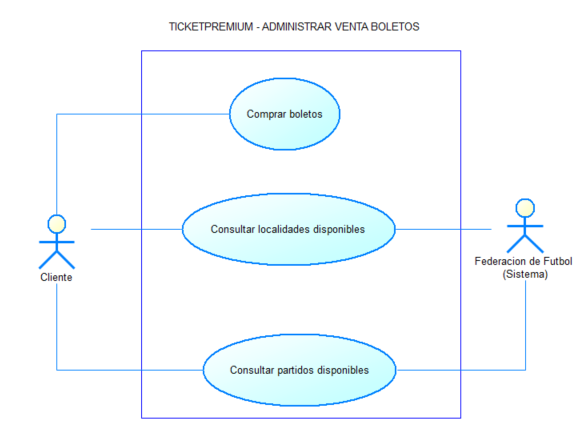 TICKETPREMIUM - ADMINISTRAR VENTA BOLETOS
Comprar boletos
Consultar localidades disponibles
Cliente
Federacion de Futbol
(Sistema)
Consultar partidos disponibles